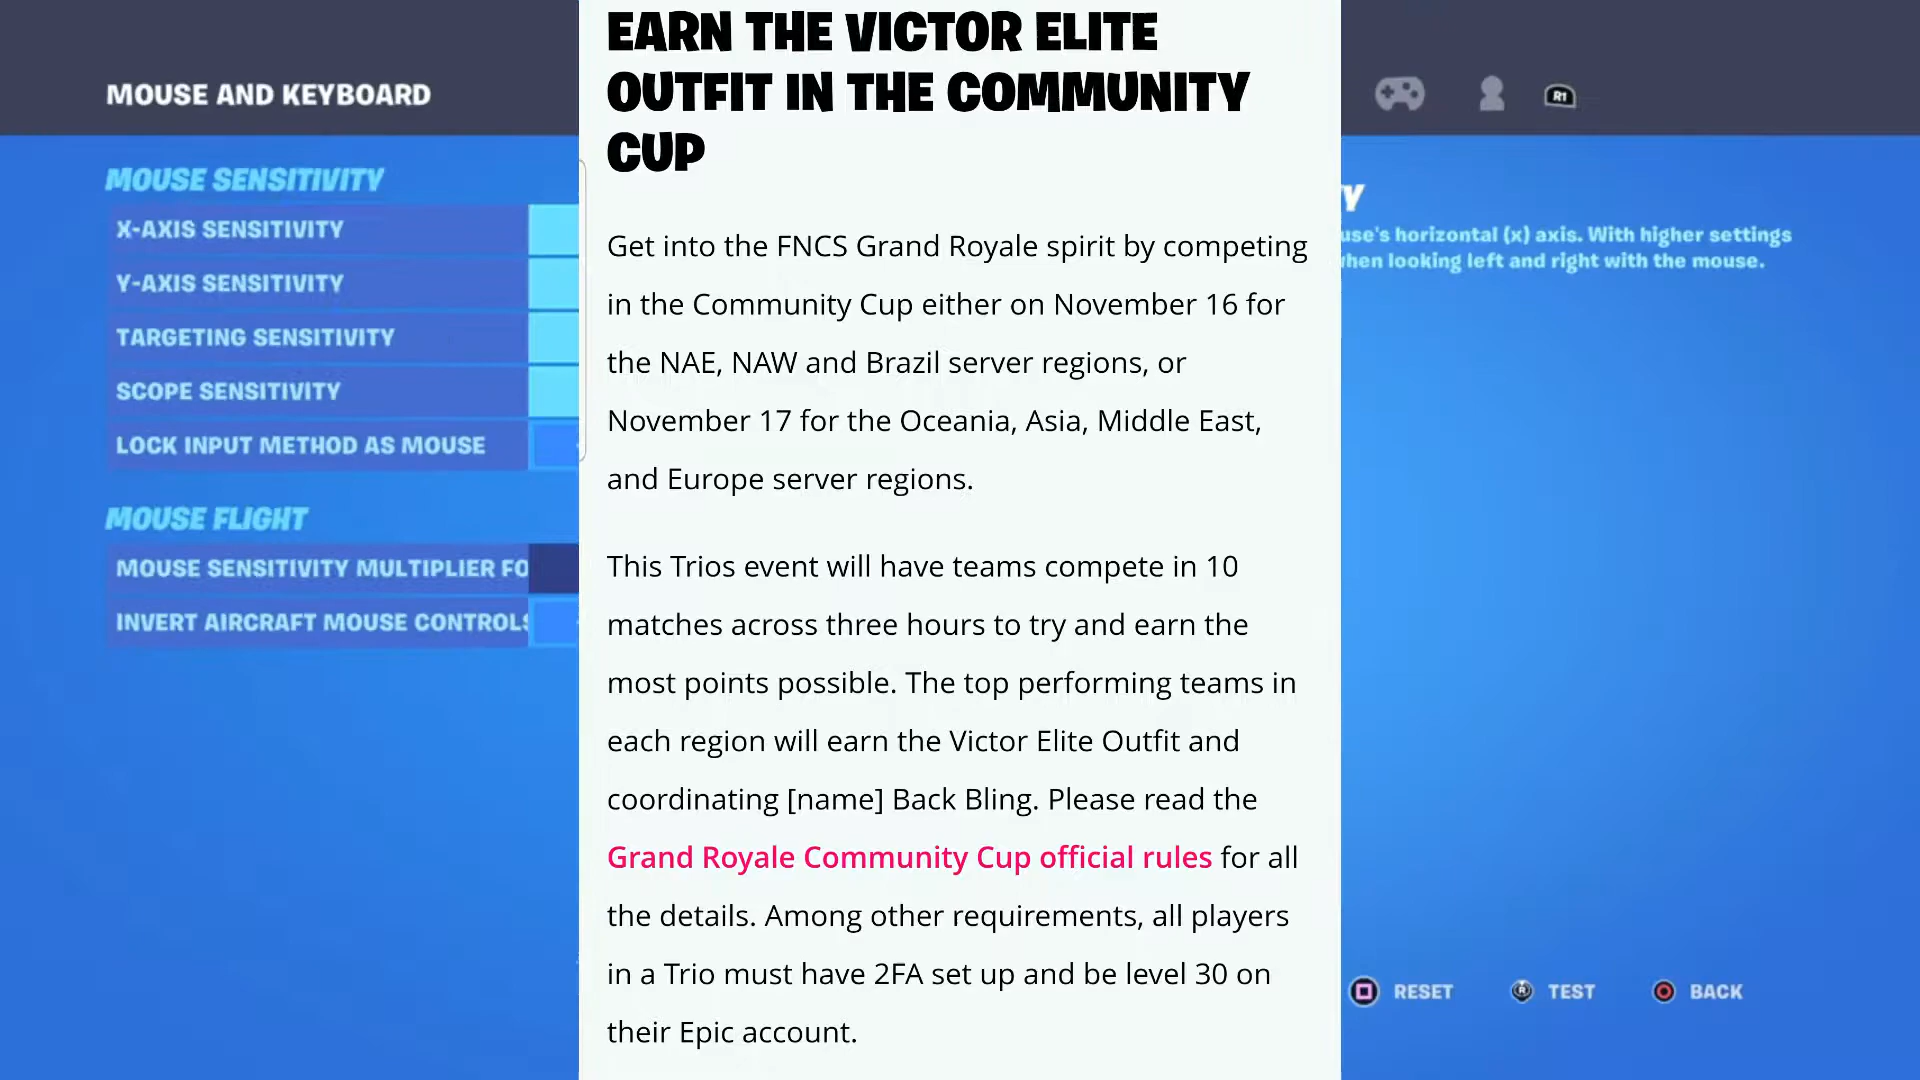 MOUSE AND KEYBOARD
MOUSE SENSITIVITY
X-AXIS SENSITIVITY
Y-AXIS SENSITIVITY
TARGETING SENSITIVITY
SCOPE SENSITIVITY
LOCK INPUT METHOD AS MOUSE
MOUSE FLIGHT
MOUSE SENSITIVITY MULTIPLIER FO
INVERT AIRCRAFT MOUSE CONTROLS
EARN THE VICTOR ELITE
OUTFIT IN THE COMMUNITY
CUP
Get into the FNCS Grand Royale spirit by competing
in the Community Cup either on November 16 for
the NAE, NAW and Brazil server regions, or
November 17 for the Oceania, Asia, Middle East,
and Europe server regions.
This Trios event will have teams compete in 10
matches across three hours to try and earn the
most points possible. The top performing teams in
each region will earn the Victor Elite Outfit and
coordinating [name] Back Bling. Please read the
Grand Royale Community Cup official rules for all
the details. Among other requirements, all players
in a Trio must have 2FA set up and be level 30 on
their Epic account.
R1
Y
use's horizontal (x) axis. With higher settings
when looking left and right with the mouse.
RESET
R TEST
BACK